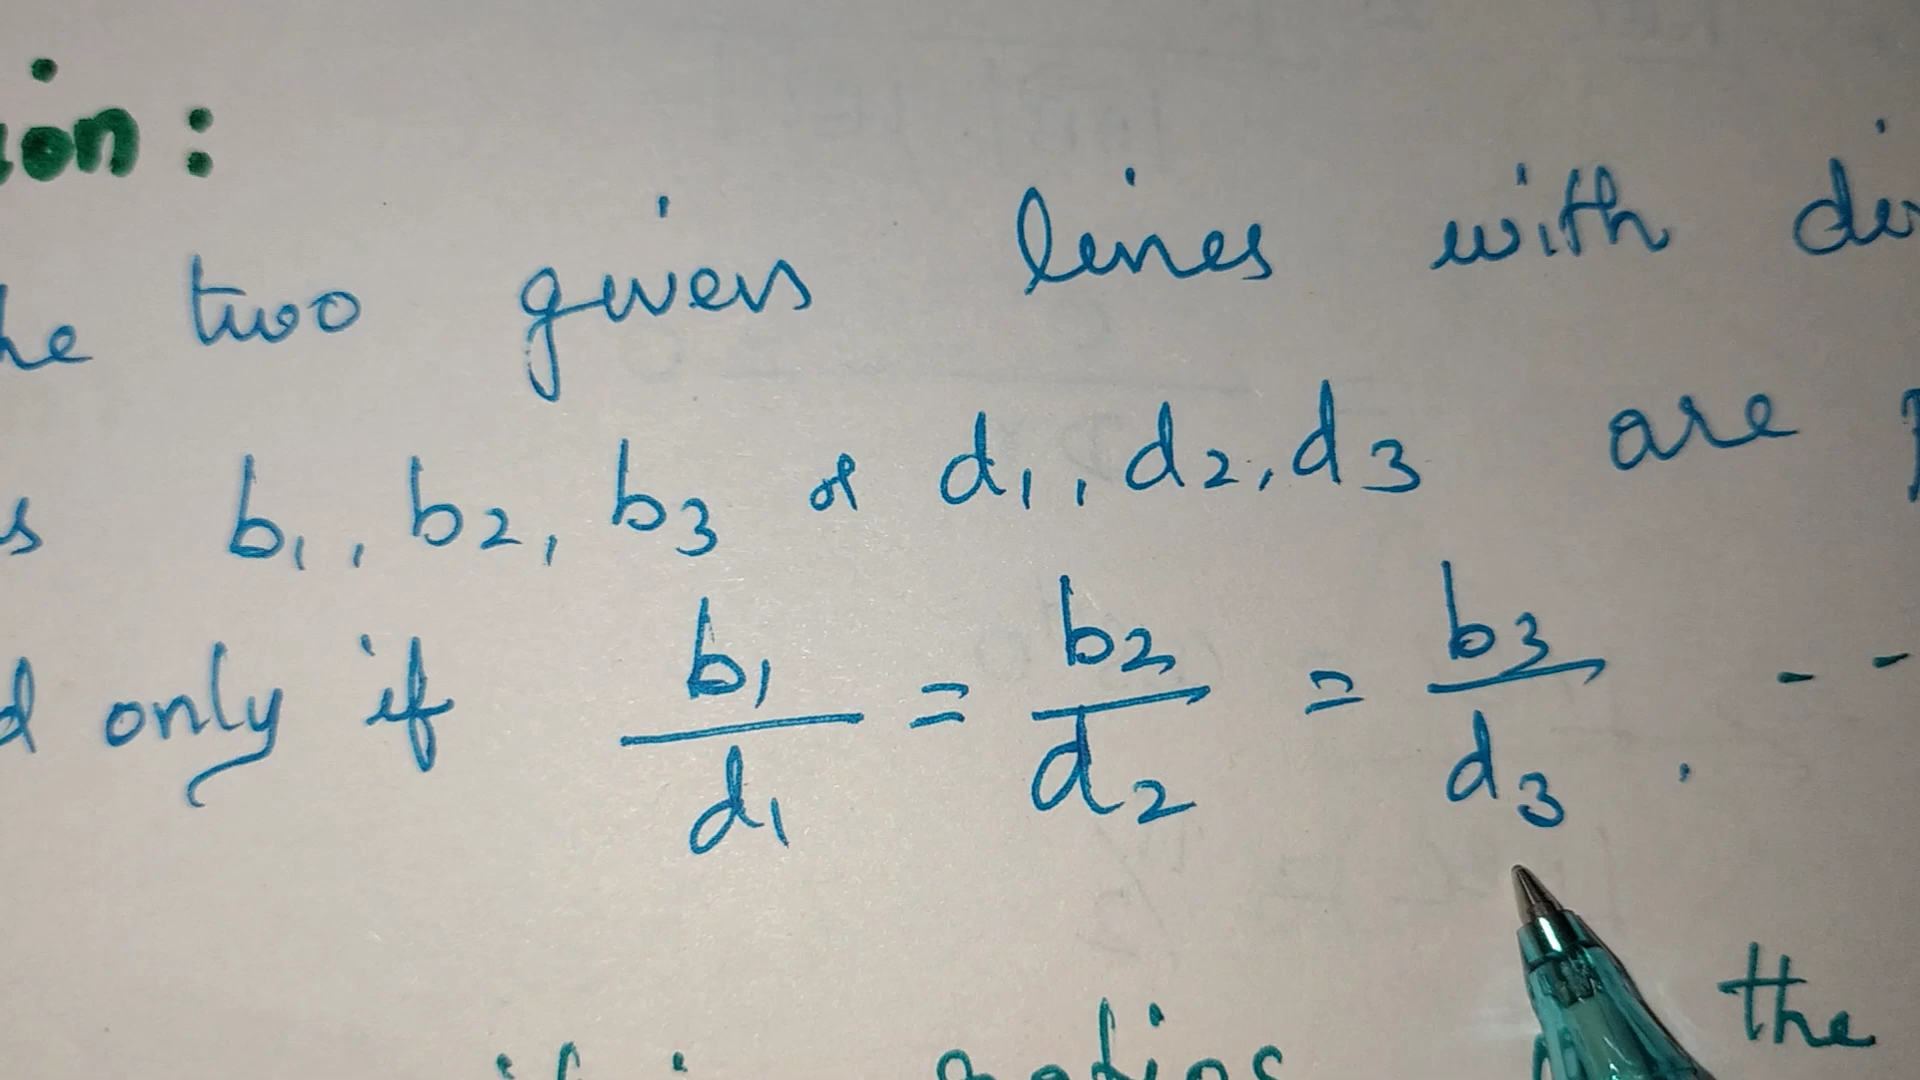 ion:
he two given lines with dir
s b₁, b₂, b₃ & d₁, d₂, d₃ are p
d only if b₁/d₁ = b₂/d₂ = b₃/d₃ . - -
the